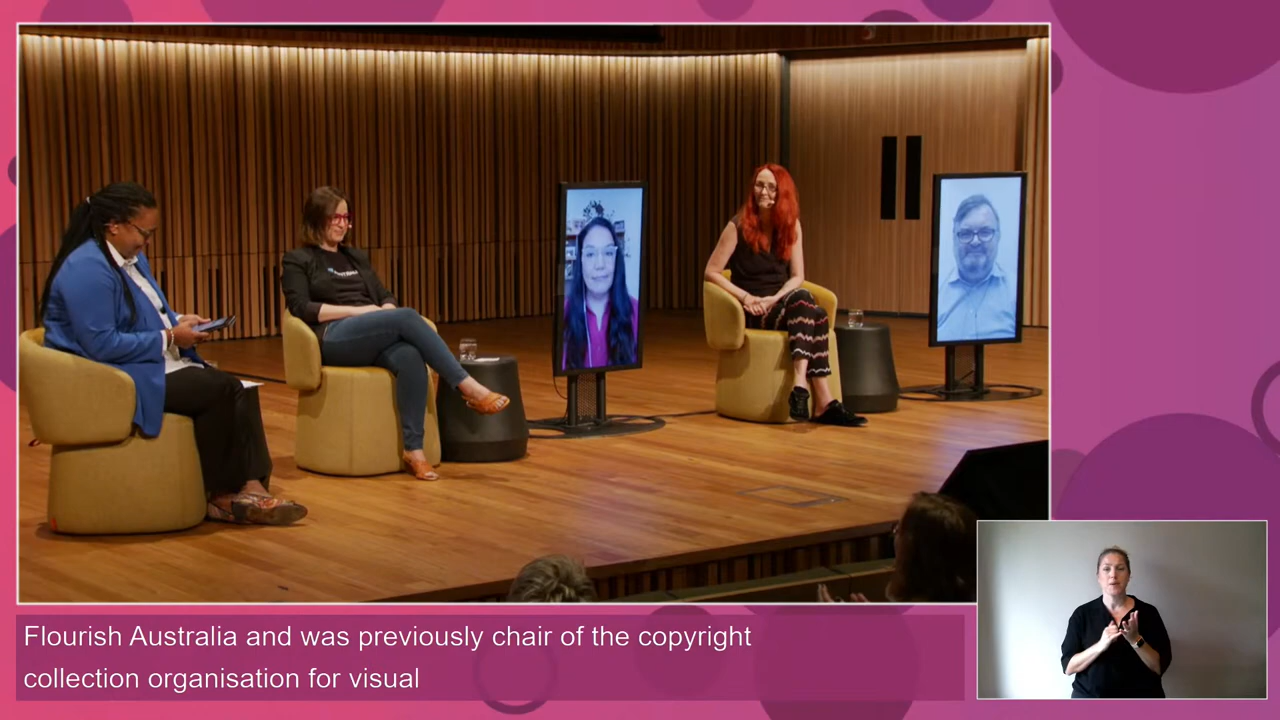 Flourish Australia and was previously chair of the copyright
collection organisation for visual